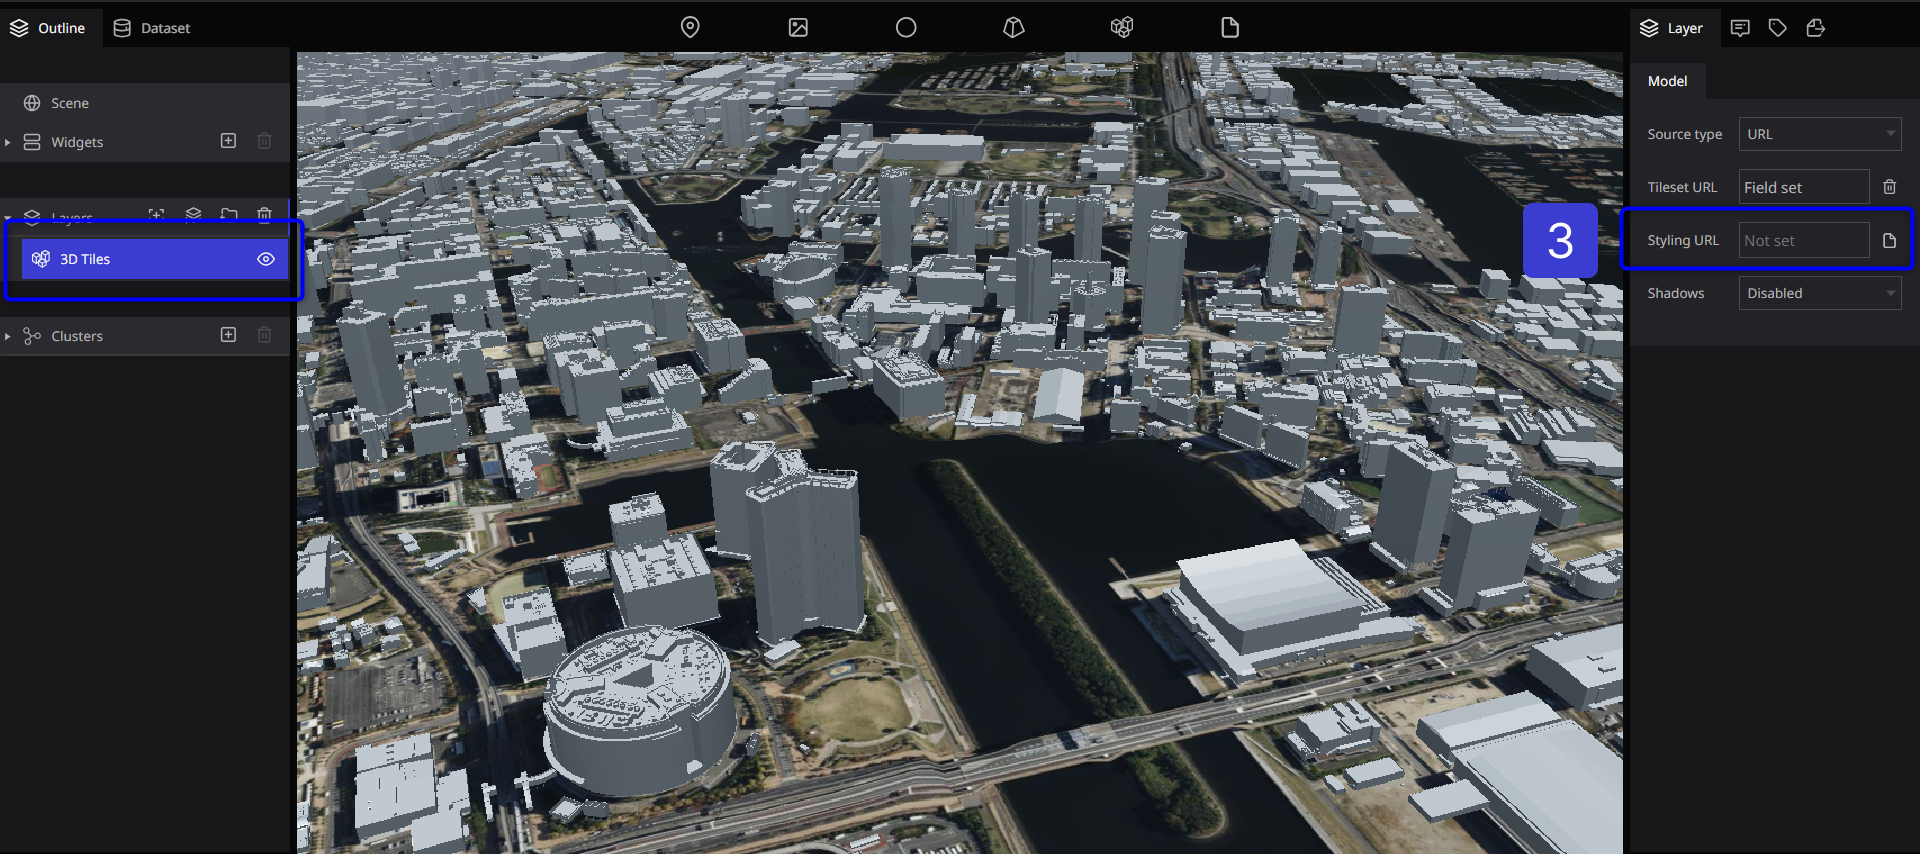 Outline
Dataset
Scene
Widgets
Layers
3D Tiles
Clusters
3
Layer
Model
Source type
URL
Tileset URL
Field set
Styling URL
Not set
Shadows
Disabled